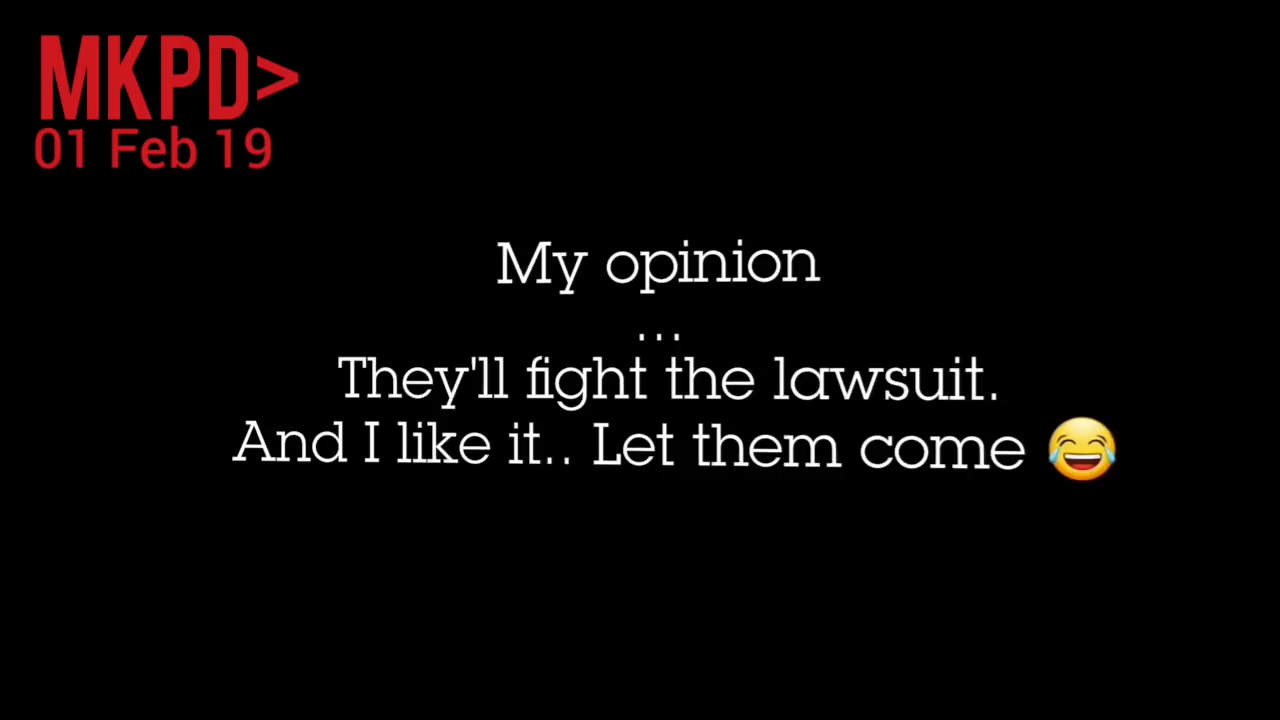 MKPD>
01 Feb 19
My opinion
...
They'll fight the lawsuit.
And I like it.. Let them come 😂